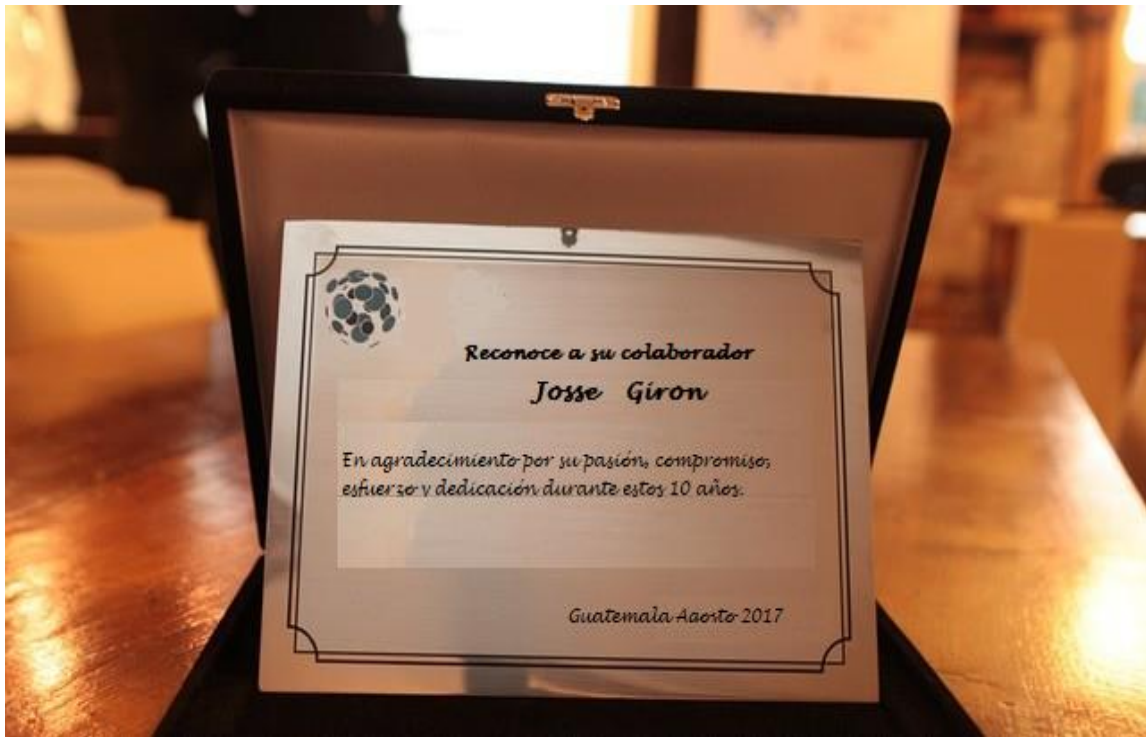 Reconoce a su colaborador
Josse Giron
En agradecimiento por su pasión, compromiso,
esfuerzo y dedicación durante estos 10 años.
Guatemala Agosto 2017